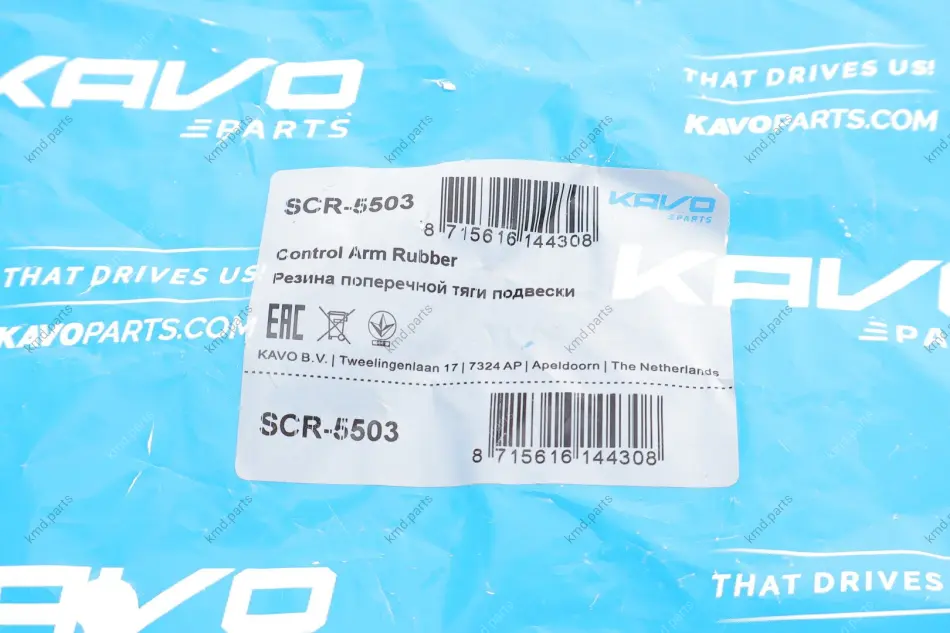 KAVO
PARTS
THAT DRIVES US!
KAVOPARTS.COM
SCR-5503
8 715616 144308
KAVO
PARTS
Control Arm Rubber
Резина поперечной тяги подвески
EAC
KAVO B.V. | Tweelingenlaan 17 | 7324 AP | Apeldoorn | The Netherlands
SCR-5503
8 715616 144308
THAT DRIVES US!
KAVOPARTS.COM
KAVO
PA
KAVO
THAT DRIVES
kmd.parts